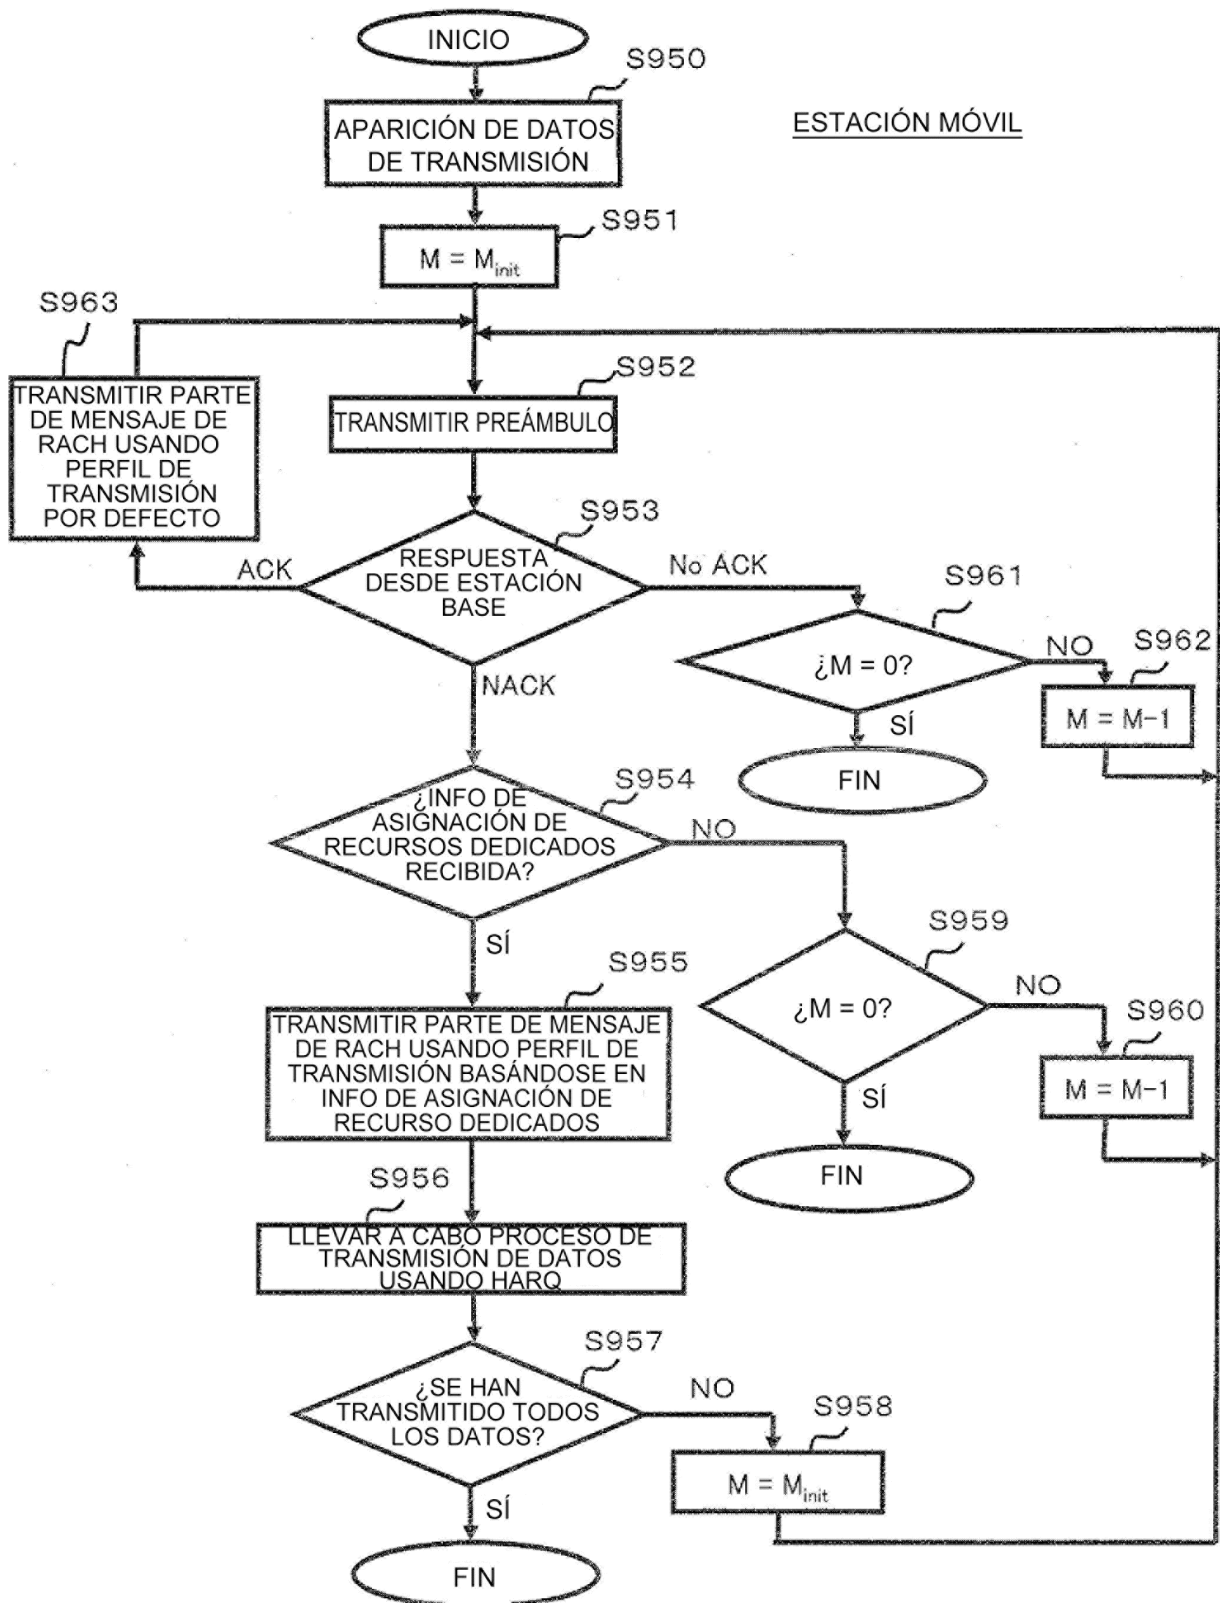 INICIO
S950
APARICIÓN DE DATOS
DE TRANSMISIÓN
ESTACIÓN MÓVIL
S951
M = Minit
S963
TRANSMITIR PARTE
DE MENSAJE DE
RACH USANDO
PERFIL DE
TRANSMISIÓN
POR DEFECTO
S952
TRANSMITIR PREÁMBULO
S953
RESPUESTA
DESDE ESTACIÓN
BASE
ACK
No ACK
NACK
S961
¿M = 0?
NO
SÍ
S962
M = M-1
FIN
S954
¿INFO DE
ASIGNACIÓN DE
RECURSOS DEDICADOS
RECIBIDA?
NO
SÍ
S959
¿M = 0?
NO
SÍ
S960
M = M-1
FIN
S955
TRANSMITIR PARTE DE MENSAJE
DE RACH USANDO PERFIL DE
TRANSMISIÓN BASÁNDOSE EN
INFO DE ASIGNACIÓN DE
RECURSO DEDICADOS
S956
LLEVAR A CABO PROCESO DE
TRANSMISIÓN DE DATOS
USANDO HARQ
S957
¿SE HAN
TRANSMITIDO TODOS
LOS DATOS?
NO
SÍ
S958
M = Minit
FIN